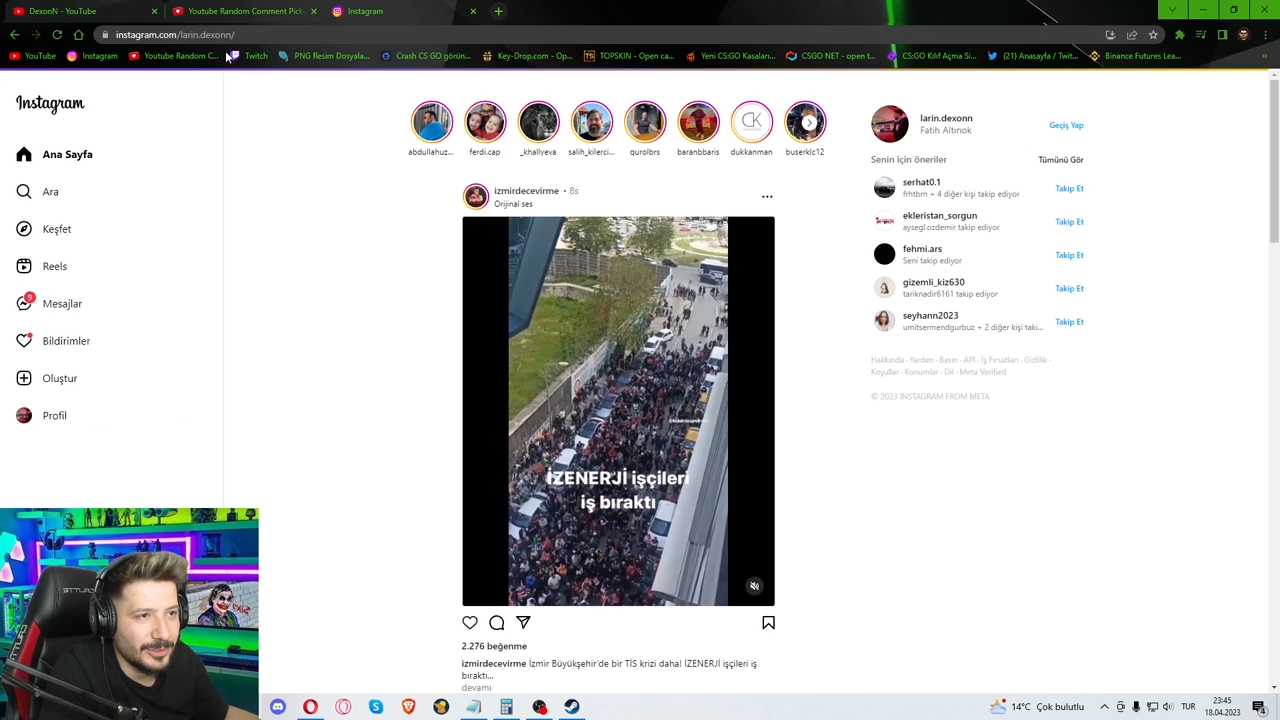 DexonN - YouTube
Youtube Random Comment Pick
Instagram
instagram.com/larin.dexonn/
YouTube
Instagram
Youtube Random C...
Twitch
PNG Resim Dosyala...
Crash CS GO görün...
Key-Drop.com - Op...
TOPSKIN - Open ca...
Yeni CS:GO Kasaları...
CSGO NET - open t...
CS:GO Kılıf Açma Si...
(21) Anasayfa / Twit...
Binance Futures Lea...
»
Instagram
Ana Sayfa
Ara
Keşfet
Reels
9
Mesajlar
Bildirimler
Oluştur
Profil
abdullahuz...
ferdi.cap
_khallyeva
salih_kilerci...
qurolbrs
baranbbaris
dukkanman
buserklc12
izmirdecevirme • 8s
Orijinal ses
İZENERJİ işçileri
iş bıraktı
2.276 beğenme
izmirdecevirme İzmir Büyükşehir'de bir TİS krizi daha! İZENERJİ işçileri iş
bıraktı...
devamı
larin.dexonn
Fatih Altınok
Geçiş Yap
Senin için öneriler
Tümünü Gör
serhat0.1
frhtbrn + 4 diğer kişi takip ediyor
Takip Et
ekleristan_sorgun
aysegl.ozdemir takip ediyor
Takip Et
fehmi.ars
Seni takip ediyor
Takip Et
gizemli_kiz630
tariknadir6161 takip ediyor
Takip Et
seyhann2023
umitsermendgurbuz + 2 diğer kişi taki...
Takip Et
Hakkında · Yardım · Basın · API · İş Fırsatları · Gizlilik ·
Koşullar · Konumlar · Dil · Meta Verified
© 2023 INSTAGRAM FROM META
14°C Çok bulutlu
TUR
23:45
18.04.2023
4